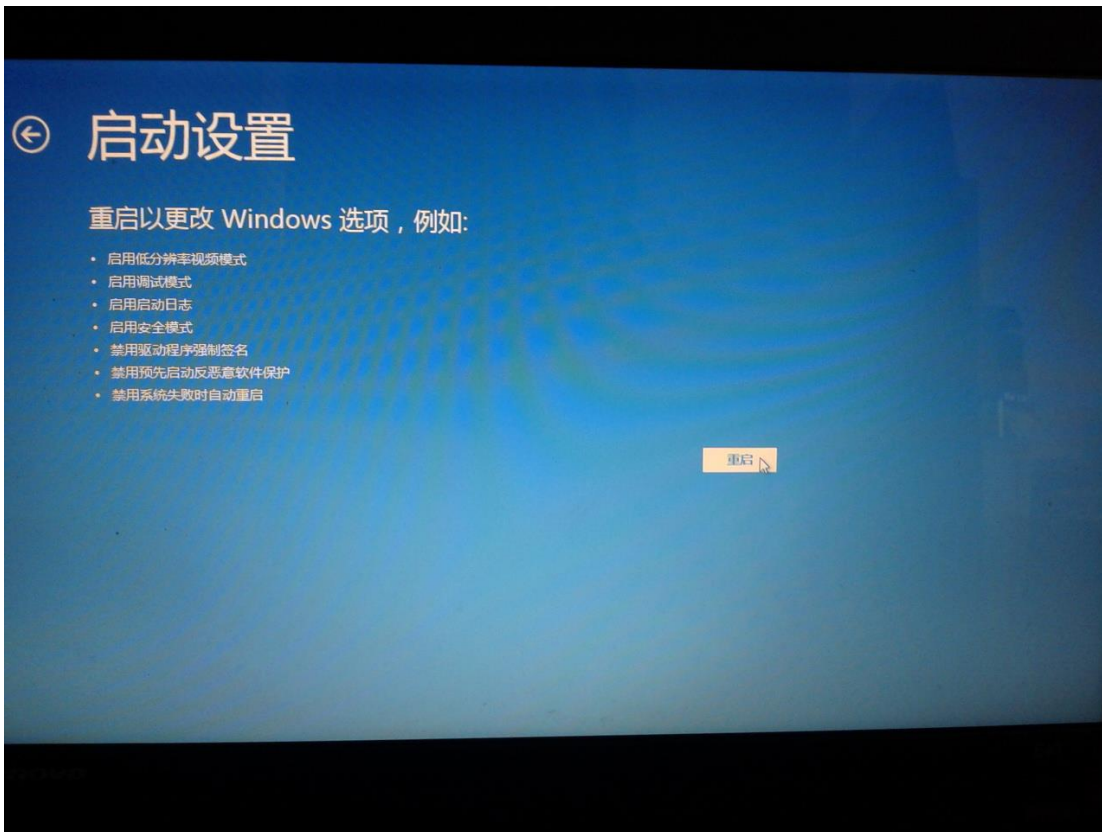 启动设置
重启以更改 Windows 选项，例如:
• 启用低分辨率视频模式
• 启用调试模式
• 启用启动日志
• 启用安全模式
• 禁用驱动程序强制签名
• 禁用预先启动反恶意软件保护
• 禁用系统失败时自动重启
重启